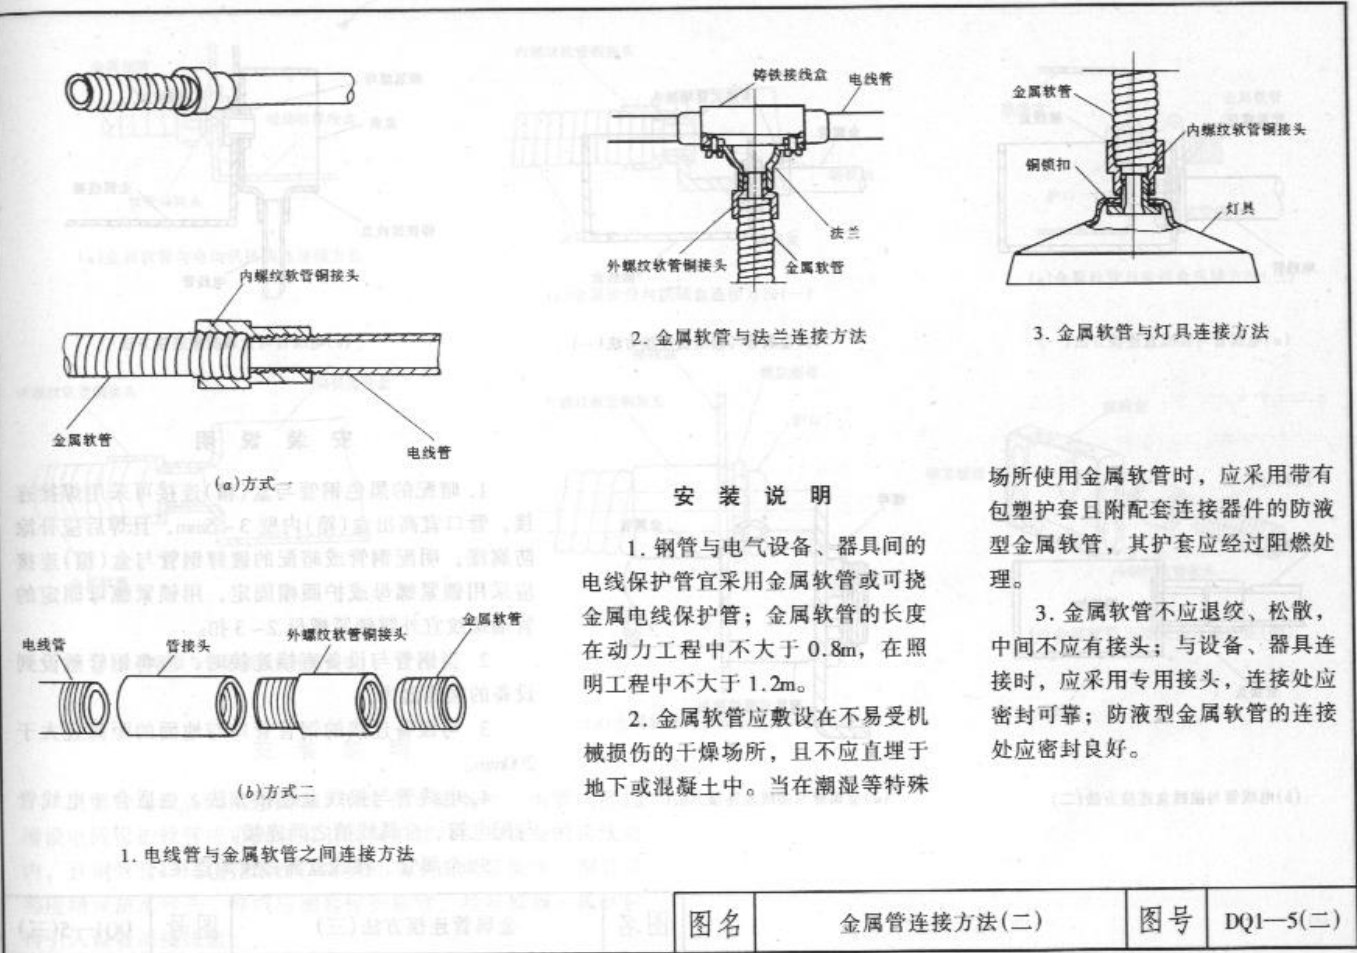 内螺纹软管铜接头
金属软管
电线管
(a)方式一
电线管
管接头
外螺纹软管铜接头
金属软管
(b)方式二
1. 电线管与金属软管之间连接方法
铸铁接线盒
电线管
法兰
外螺纹软管铜接头
金属软管
2. 金属软管与法兰连接方法
金属软管
内螺纹软管铜接头
铜锁扣
灯具
3. 金属软管与灯具连接方法
安装说明
1. 钢管与电气设备、器具间的
电线保护管宜采用金属软管或可挠
金属电线保护管；金属软管的长度
在动力工程中不大于 0.8m，在照
明工程中不大于 1.2m。
2. 金属软管应敷设在不易受机
械损伤的干燥场所，且不应直埋于
地下或混凝土中。当在潮湿等特殊
场所使用金属软管时，应采用带有
包塑护套且附配套连接器件的防液
型金属软管，其护套应经过阻燃处
理。
3. 金属软管不应退绞、松散，
中间不应有接头；与设备、器具连
接时，应采用专用接头，连接处应
密封可靠；防液型金属软管的连接
处应密封良好。
图名
金属管连接方法(二)
图号
DQ1—5(二)